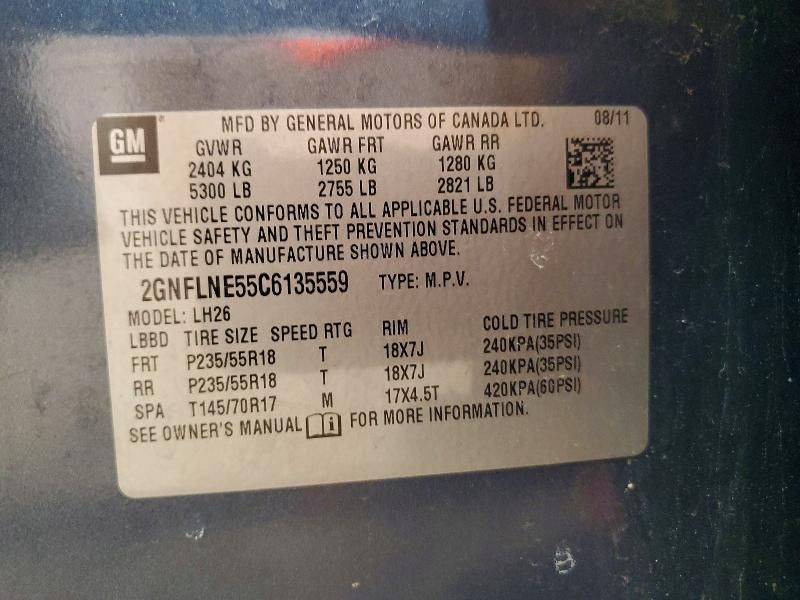 GM
MFD BY GENERAL MOTORS OF CANADA LTD. 08/11
GVWR GAWR FRT GAWR RR
2404 KG 1250 KG 1280 KG
5300 LB 2755 LB 2821 LB
THIS VEHICLE CONFORMS TO ALL APPLICABLE U.S. FEDERAL MOTOR
VEHICLE SAFETY AND THEFT PREVENTION STANDARDS IN EFFECT ON
THE DATE OF MANUFACTURE SHOWN ABOVE.
2GNFLNE55C6135559 TYPE: M.P.V.
MODEL: LH26
LBBD TIRE SIZE SPEED RTG RIM COLD TIRE PRESSURE
FRT P235/55R18 T 18X7J 240KPA(35PSI)
RR P235/55R18 T 18X7J 240KPA(35PSI)
SPA T145/70R17 M 17X4.5T 420KPA(60PSI)
SEE OWNER'S MANUAL i FOR MORE INFORMATION.